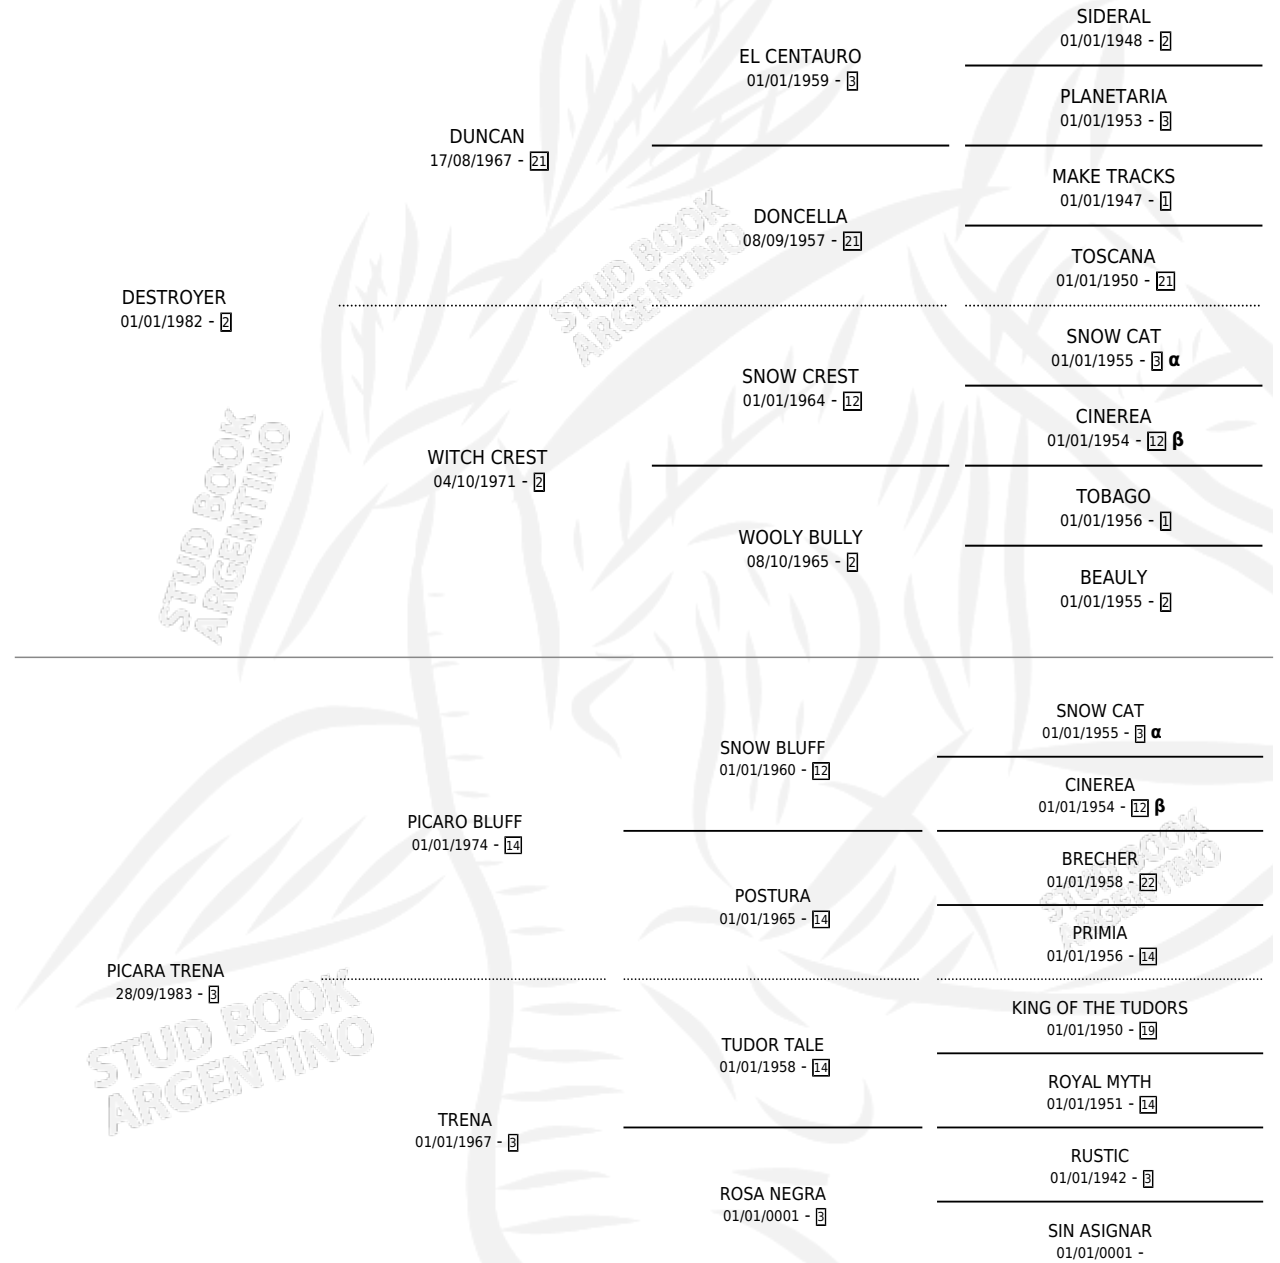 SIDERAL
01/01/1948 - 2
EL CENTAURO
01/01/1959 - 3
PLANETARIA
01/01/1953 - 3
DUNCAN
17/08/1967 - 21
MAKE TRACKS
01/01/1947 - 1
DONCELLA
08/09/1957 - 21
TOSCANA
01/01/1950 - 21
DESTROYER
01/01/1982 - 2
SNOW CAT
01/01/1955 - 3 α
SNOW CREST
01/01/1964 - 12
CINEREA
01/01/1954 - 12 β
WITCH CREST
04/10/1971 - 2
TOBAGO
01/01/1956 - 1
WOOLY BULLY
08/10/1965 - 2
BEAULY
01/01/1955 - 2
SNOW CAT
01/01/1955 - 3 α
SNOW BLUFF
01/01/1960 - 12
CINEREA
01/01/1954 - 12 β
PICARO BLUFF
01/01/1974 - 14
BRECHER
01/01/1958 - 22
POSTURA
01/01/1965 - 14
PRIMIA
01/01/1956 - 14
PICARA TRENA
28/09/1983 - 3
KING OF THE TUDORS
01/01/1950 - 19
TUDOR TALE
01/01/1958 - 14
ROYAL MYTH
01/01/1951 - 14
TRENA
01/01/1967 - 3
RUSTIC
01/01/1942 - 3
ROSA NEGRA
01/01/0001 - 3
SIN ASIGNAR
01/01/0001 -
STUD BOOK
ARGENTINO
STUD BOOK
ARGENTINO
STUD BOOK
ARGENTINO
STUD BOOK
ARGENTINO